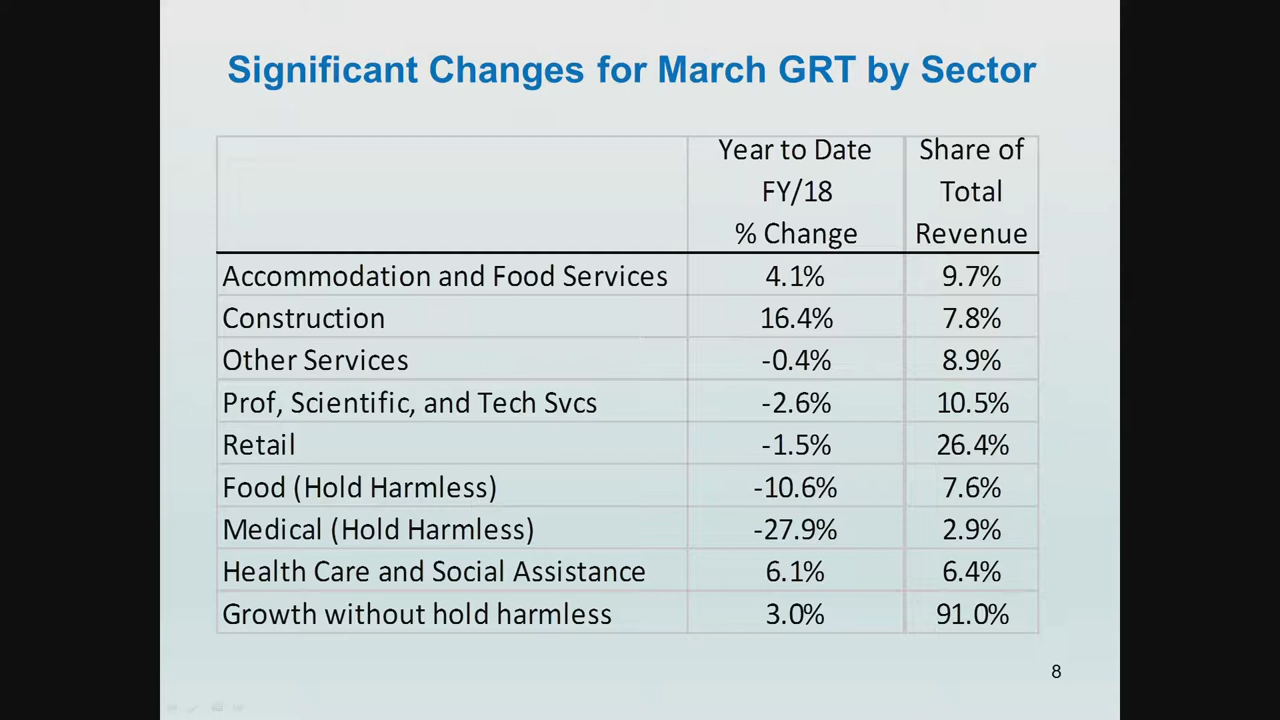 Significant Changes for March GRT by Sector
Year to Date Share of
FY/18 Total
% Change Revenue
Accommodation and Food Services 4.1% 9.7%
Construction 16.4% 7.8%
Other Services -0.4% 8.9%
Prof, Scientific, and Tech Svcs -2.6% 10.5%
Retail -1.5% 26.4%
Food (Hold Harmless) -10.6% 7.6%
Medical (Hold Harmless) -27.9% 2.9%
Health Care and Social Assistance 6.1% 6.4%
Growth without hold harmless 3.0% 91.0%
8